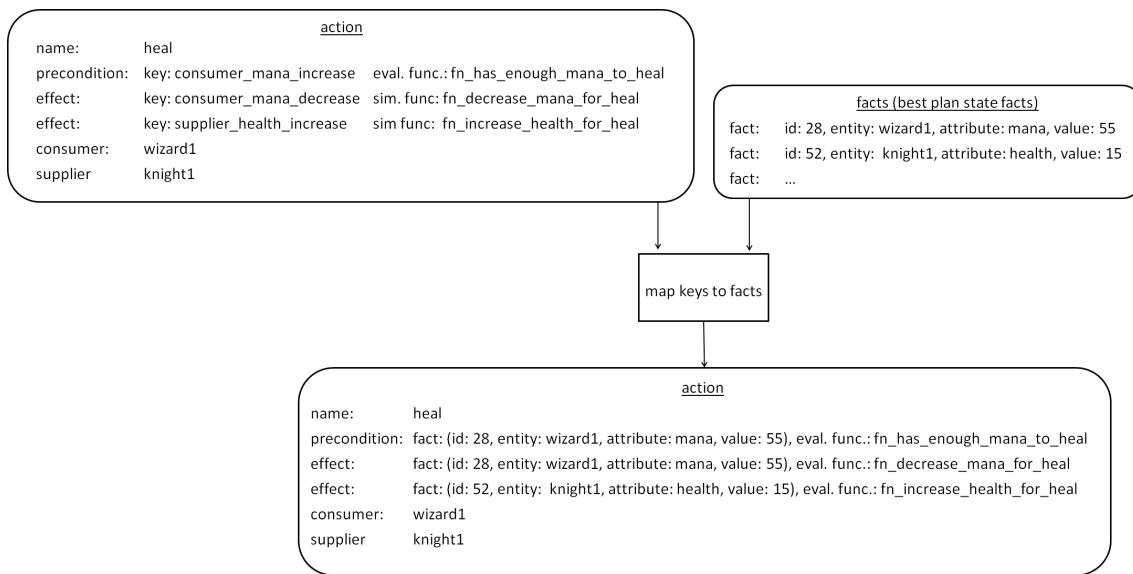 action
name: heal
precondition: key: consumer_mana_increase eval. func.: fn_has_enough_mana_to_heal
effect: key: consumer_mana_decrease sim. func: fn_decrease_mana_for_heal
effect: key: supplier_health_increase sim func: fn_increase_health_for_heal
consumer: wizard1
supplier knight1
facts (best plan state facts)
fact: id: 28, entity: wizard1, attribute: mana, value: 55
fact: id: 52, entity: knight1, attribute: health, value: 15
fact: ...
map keys to facts
action
name: heal
precondition: fact: (id: 28, entity: wizard1, attribute: mana, value: 55), eval. func.: fn_has_enough_mana_to_heal
effect: fact: (id: 28, entity: wizard1, attribute: mana, value: 55), eval. func.: fn_decrease_mana_for_heal
effect: fact: (id: 52, entity: knight1, attribute: health, value: 15), eval. func.: fn_increase_health_for_heal
consumer: wizard1
supplier knight1